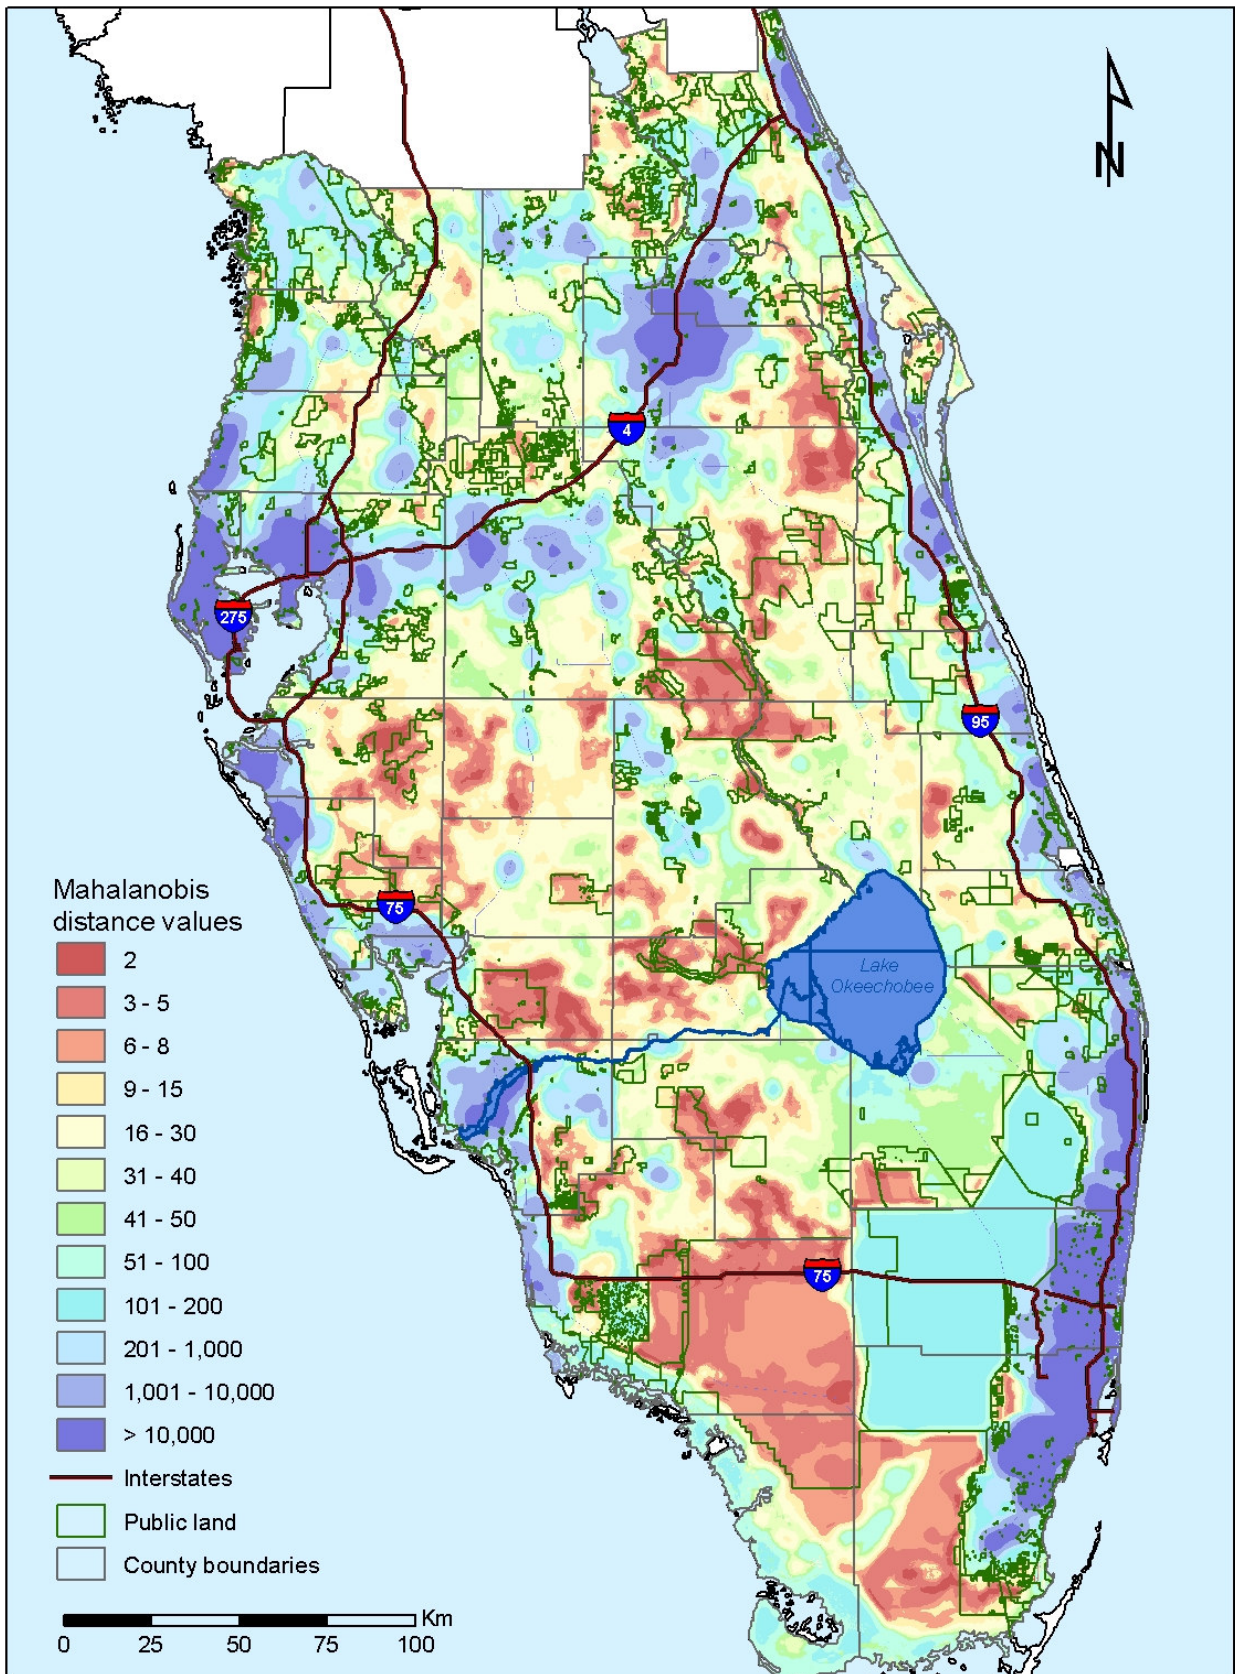 N
4
275
95
75
Lake
Okeechobee
75
Mahalanobis
distance values
2
3 - 5
6 - 8
9 - 15
16 - 30
31 - 40
41 - 50
51 - 100
101 - 200
201 - 1,000
1,001 - 10,000
> 10,000
Interstates
Public land
County boundaries
Km
0 25 50 75 100